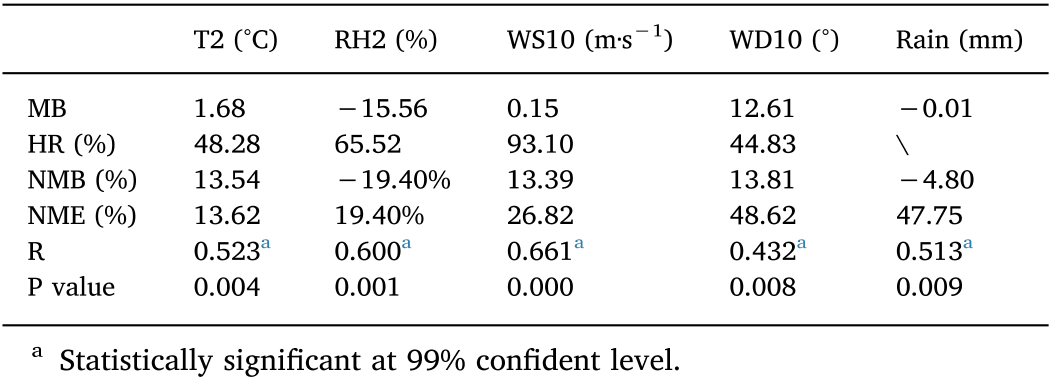 T2 (°C) RH2 (%) WS10 (m·s−1) WD10 (°) Rain (mm)
MB 1.68 −15.56 0.15 12.61 −0.01
HR (%) 48.28 65.52 93.10 44.83 \
NMB (%) 13.54 −19.40% 13.39 13.81 −4.80
NME (%) 13.62 19.40% 26.82 48.62 47.75
R 0.523a 0.600a 0.661a 0.432a 0.513a
P value 0.004 0.001 0.000 0.008 0.009
a Statistically significant at 99% confident level.